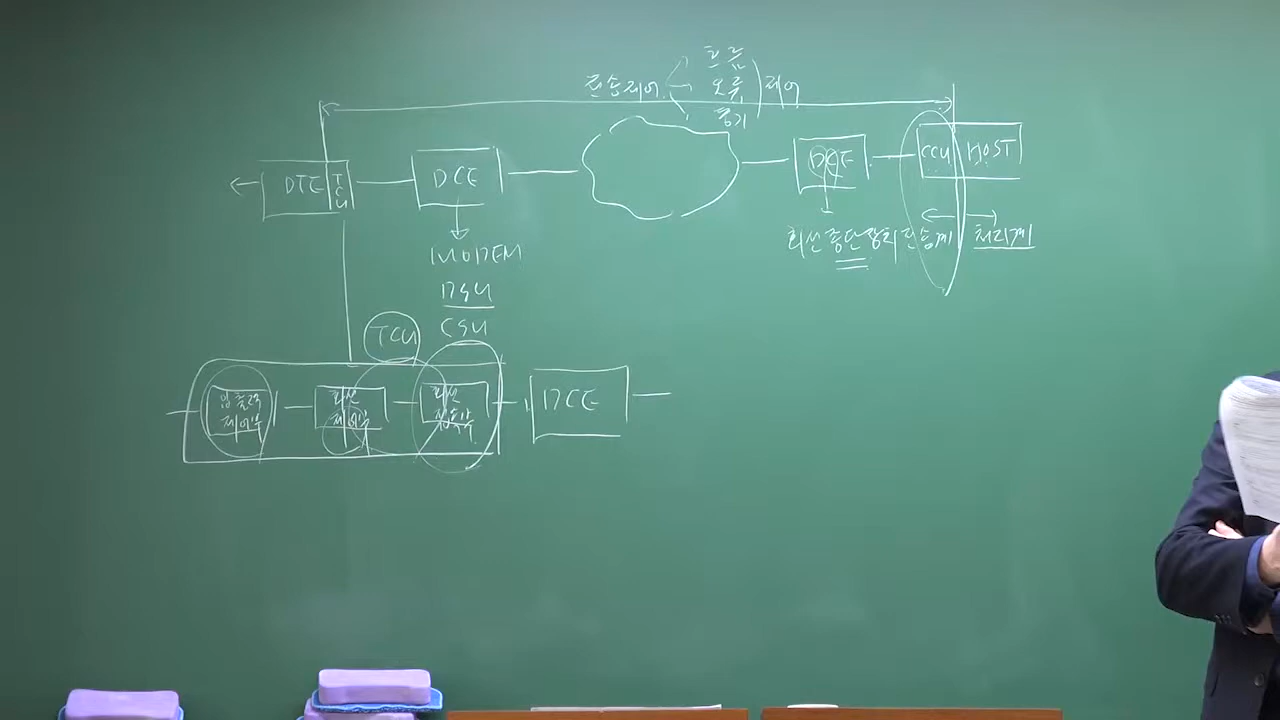 흐름
전송제어 오류 제어
동기
DTE TCU DCE DCE CCU HOST
MODEM
DSU
CSU
회선종단장치 전송계 처리계
TCU
입출력 제어부
회선 제어부
회선 접속부
DCE